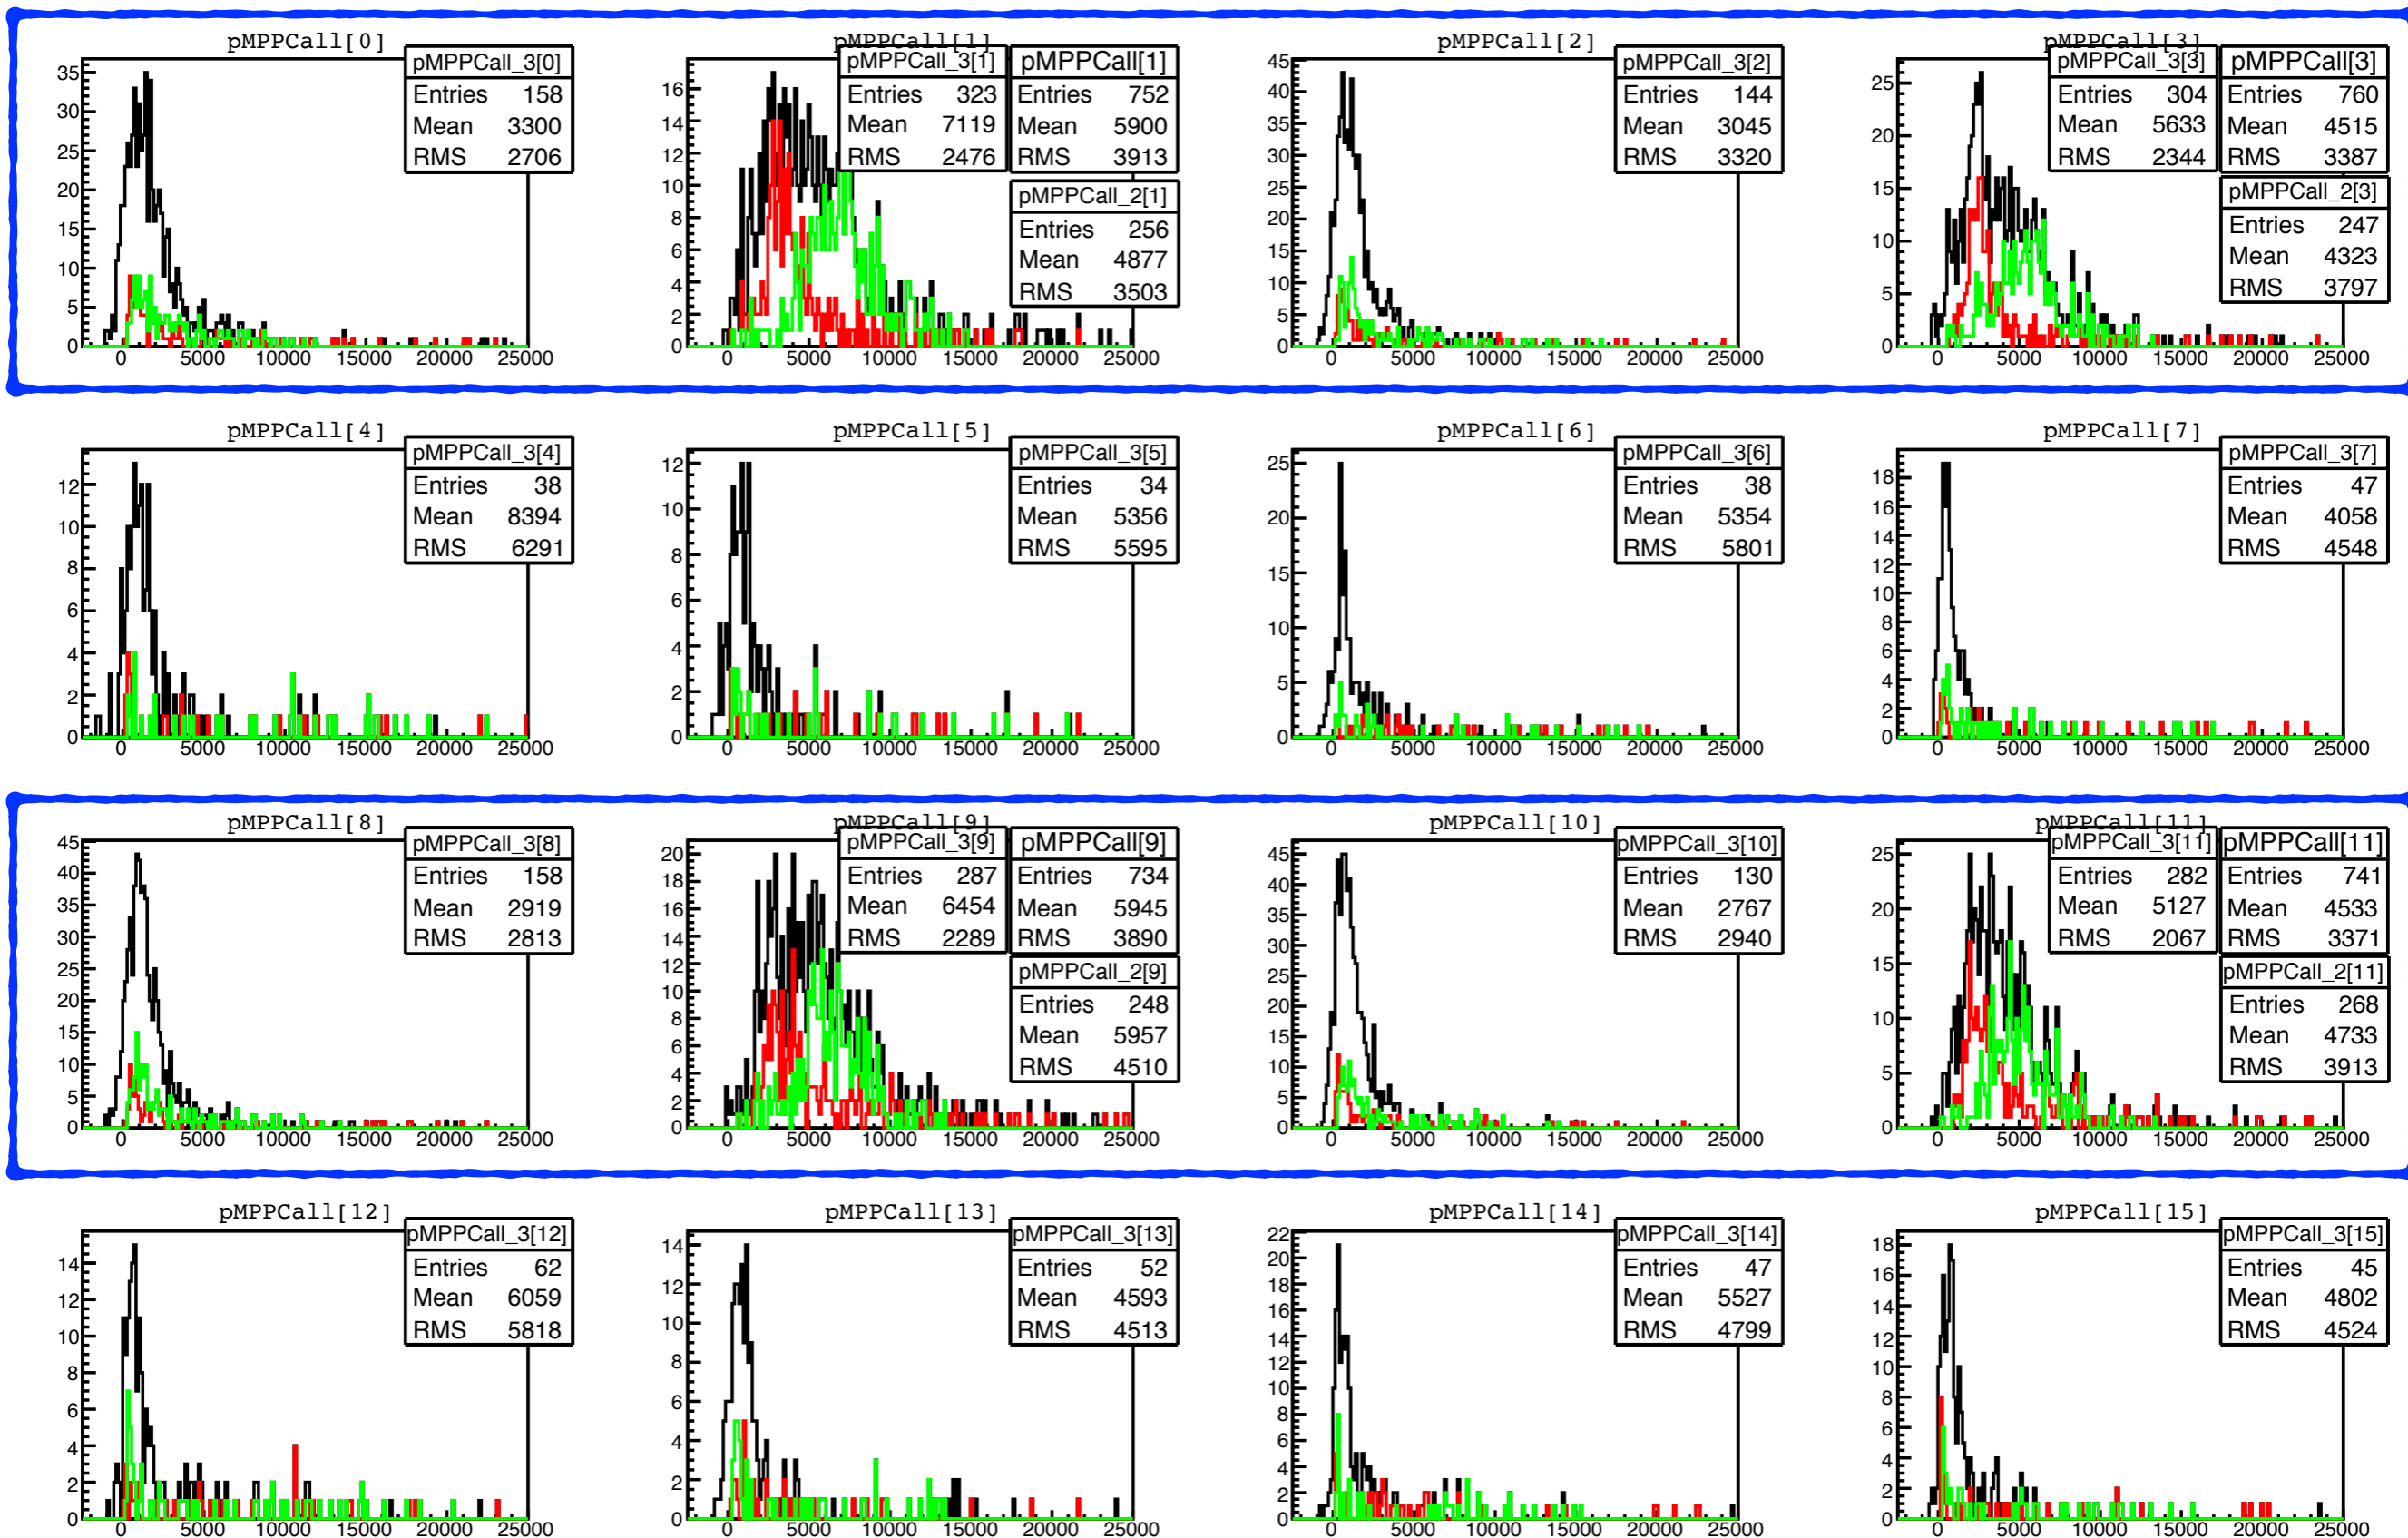 pMPPCall[0]
pMPPCall_3[0]
Entries 158
Mean 3300
RMS 2706
35
30
25
20
15
10
5
0
0 5000 10000 15000 20000 25000
pMPPCall[1]
pMPPCall_3[1]
Entries 323
Mean 7119
RMS 2476
pMPPCall[1]
Entries 752
Mean 5900
RMS 3913
pMPPCall_2[1]
Entries 256
Mean 4877
RMS 3503
16
14
12
10
8
6
4
2
0
0 5000 10000 15000 20000 25000
pMPPCall[2]
pMPPCall_3[2]
Entries 144
Mean 3045
RMS 3320
45
40
35
30
25
20
15
10
5
0
0 5000 10000 15000 20000 25000
pMPPCall[3]
pMPPCall_3[3]
Entries 304
Mean 5633
RMS 2344
pMPPCall[3]
Entries 760
Mean 4515
RMS 3387
pMPPCall_2[3]
Entries 247
Mean 4323
RMS 3797
25
20
15
10
5
0
0 5000 10000 15000 20000 25000
pMPPCall[4]
pMPPCall_3[4]
Entries 38
Mean 8394
RMS 6291
12
10
8
6
4
2
0
0 5000 10000 15000 20000 25000
pMPPCall[5]
pMPPCall_3[5]
Entries 34
Mean 5356
RMS 5595
12
10
8
6
4
2
0
0 5000 10000 15000 20000 25000
pMPPCall[6]
pMPPCall_3[6]
Entries 38
Mean 5354
RMS 5801
25
20
15
10
5
0
0 5000 10000 15000 20000 25000
pMPPCall[7]
pMPPCall_3[7]
Entries 47
Mean 4058
RMS 4548
18
16
14
12
10
8
6
4
2
0
0 5000 10000 15000 20000 25000
pMPPCall[8]
pMPPCall_3[8]
Entries 158
Mean 2919
RMS 2813
45
40
35
30
25
20
15
10
5
0
0 5000 10000 15000 20000 25000
pMPPCall[9]
pMPPCall_3[9]
Entries 287
Mean 6454
RMS 2289
pMPPCall[9]
Entries 734
Mean 5945
RMS 3890
pMPPCall_2[9]
Entries 248
Mean 5957
RMS 4510
20
18
16
14
12
10
8
6
4
2
0
0 5000 10000 15000 20000 25000
pMPPCall[10]
pMPPCall_3[10]
Entries 130
Mean 2767
RMS 2940
45
40
35
30
25
20
15
10
5
0
0 5000 10000 15000 20000 25000
pMPPCall[11]
pMPPCall_3[11]
Entries 282
Mean 5127
RMS 2067
pMPPCall[11]
Entries 741
Mean 4533
RMS 3371
pMPPCall_2[11]
Entries 268
Mean 4733
RMS 3913
25
20
15
10
5
0
0 5000 10000 15000 20000 25000
pMPPCall[12]
pMPPCall_3[12]
Entries 62
Mean 6059
RMS 5818
14
12
10
8
6
4
2
0
0 5000 10000 15000 20000 25000
pMPPCall[13]
pMPPCall_3[13]
Entries 52
Mean 4593
RMS 4513
14
12
10
8
6
4
2
0
0 5000 10000 15000 20000 25000
pMPPCall[14]
pMPPCall_3[14]
Entries 47
Mean 5527
RMS 4799
22
20
18
16
14
12
10
8
6
4
2
0
0 5000 10000 15000 20000 25000
pMPPCall[15]
pMPPCall_3[15]
Entries 45
Mean 4802
RMS 4524
18
16
14
12
10
8
6
4
2
0
0 5000 10000 15000 20000 25000